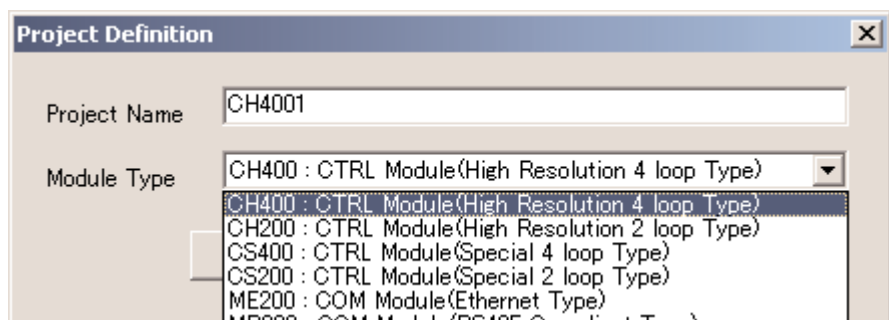 Project Definition
Project Name
CH4001
Module Type
CH400 : CTRL Module(High Resolution 4 loop Type)
CH400 : CTRL Module(High Resolution 4 loop Type)
CH200 : CTRL Module(High Resolution 2 loop Type)
CS400 : CTRL Module(Special 4 loop Type)
CS200 : CTRL Module(Special 2 loop Type)
ME200 : COM Module(Ethernet Type)